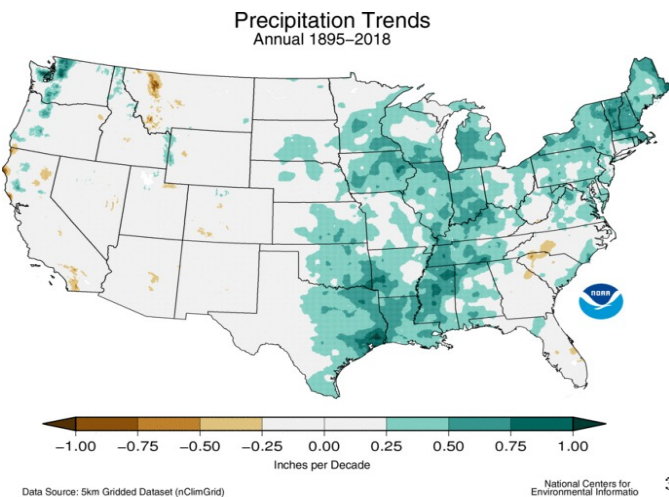 Precipitation Trends
Annual 1895–2018
NOAA
−1.00 −0.75 −0.50 −0.25 0.00 0.25 0.50 0.75 1.00
Inches per Decade
Data Source: 5km Gridded Dataset (nClimGrid)
National Centers for
Environmental Informatio